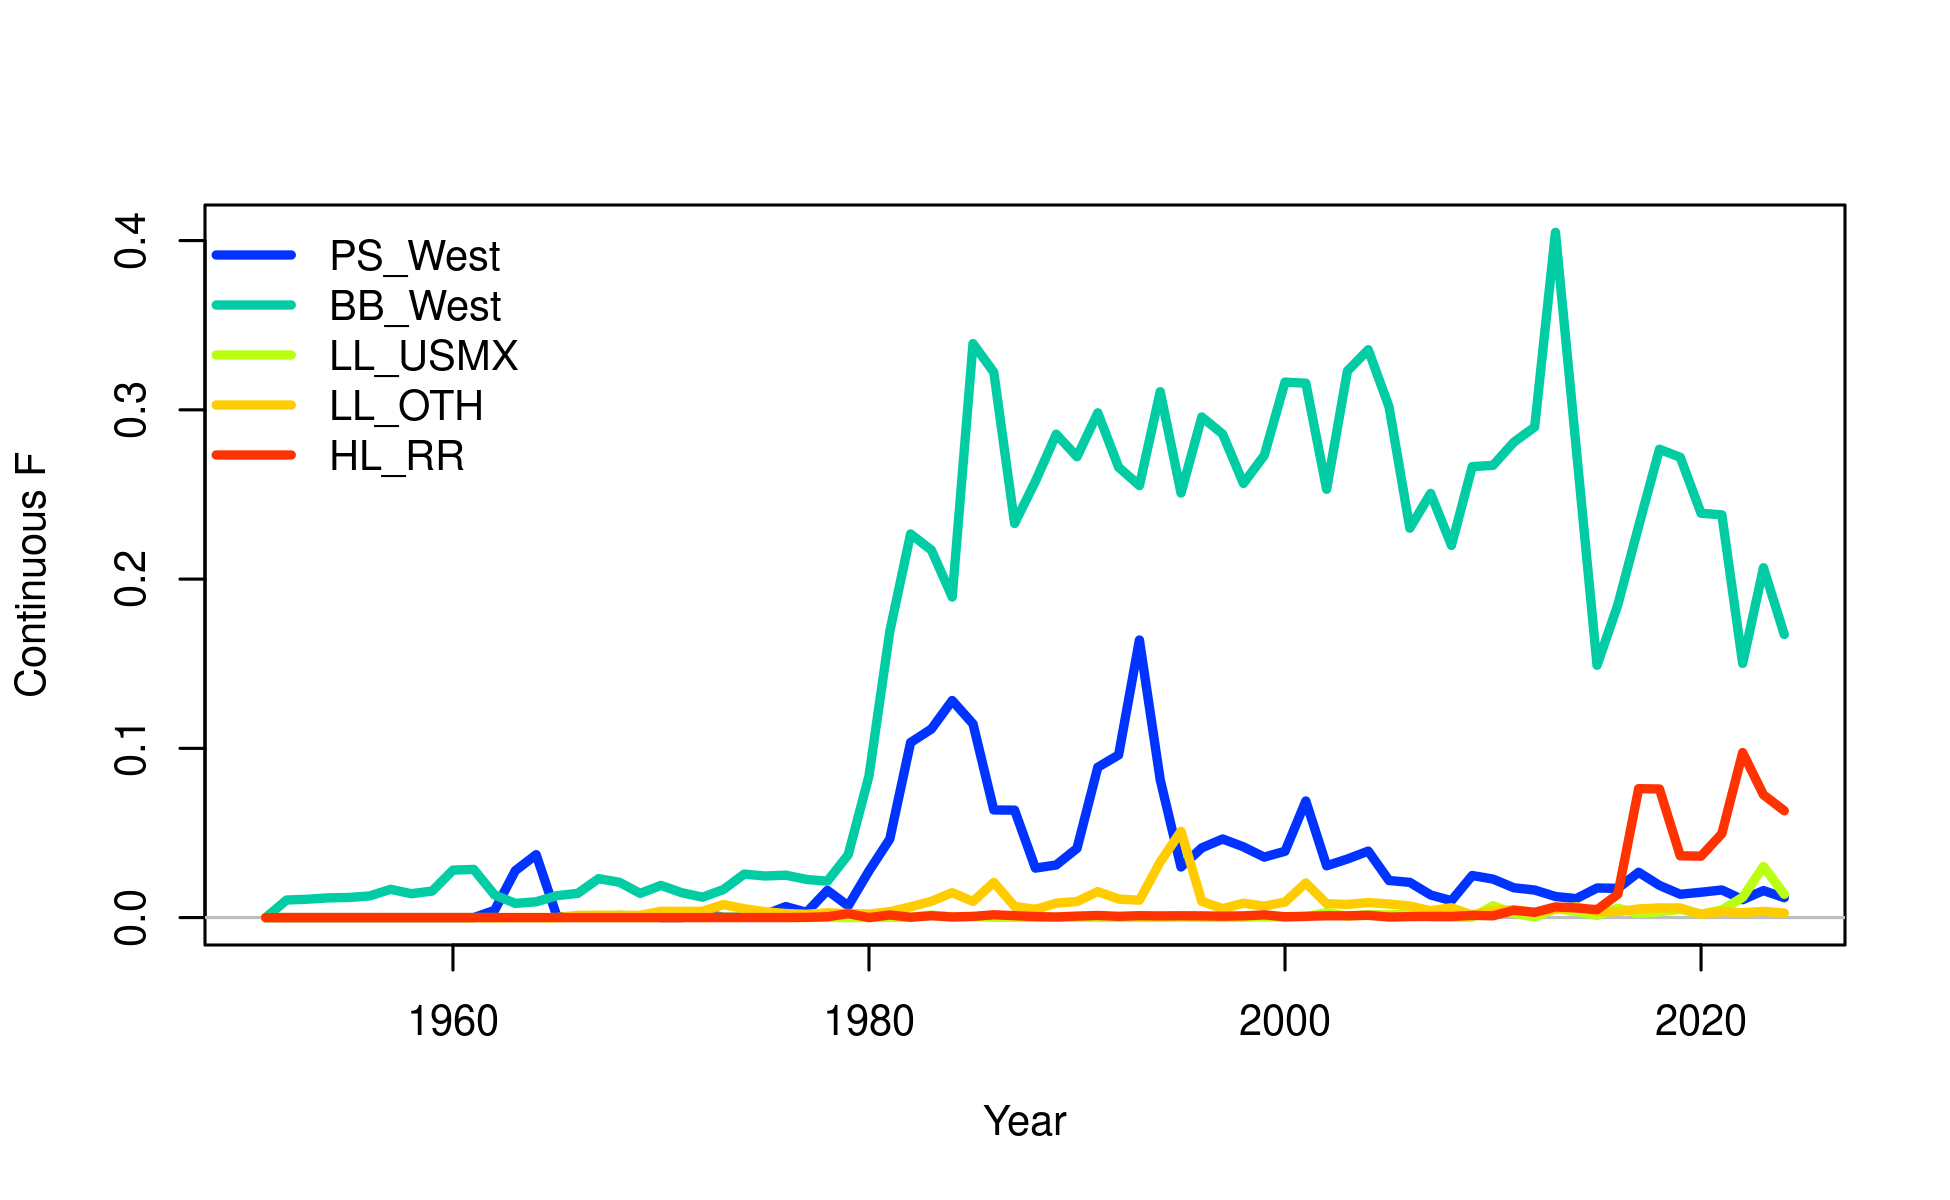 PS_West
BB_West
LL_USMX
LL_OTH
HL_RR
0.4
0.3
0.2
0.1
0.0
Continuous F
1960 1980 2000 2020
Year